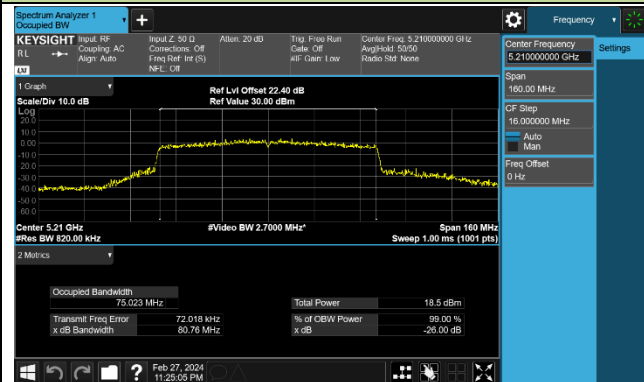 Spectrum Analyzer 1
Occupied BW
Frequency
KEYSIGHT
Input: RF
Input Z: 50 Ω
Atten: 20 dB
Trig: Free Run
Center Freq: 5.210000000 GHz
RL
Coupling: AC
Corrections: Off
Gate: Off
Avg|Hold: 50/50
Align: Auto
Freq Ref: Int (S)
#IF Gain: Low
Radio Std: None
NFE: Off
LXI
Center Frequency
5.210000000 GHz
Settings
Span
160.00 MHz
CF Step
16.000000 MHz
Auto
Man
Freq Offset
0 Hz
1 Graph
Ref Lvl Offset 22.40 dB
Scale/Div 10.0 dB
Ref Value 30.00 dBm
Log
20.0
10.0
0.00
-10.0
-20.0
-30.0
-40.0
-50.0
-60.0
Center 5.21 GHz
#Video BW 2.7000 MHz*
Span 160 MHz
#Res BW 820.00 kHz
Sweep 1.00 ms (1001 pts)
2 Metrics
Occupied Bandwidth
75.023 MHz
Total Power
18.5 dBm
Transmit Freq Error
72.018 kHz
% of OBW Power
99.00 %
x dB Bandwidth
80.76 MHz
x dB
-26.00 dB
?
Feb 27, 2024
11:25:05 PM